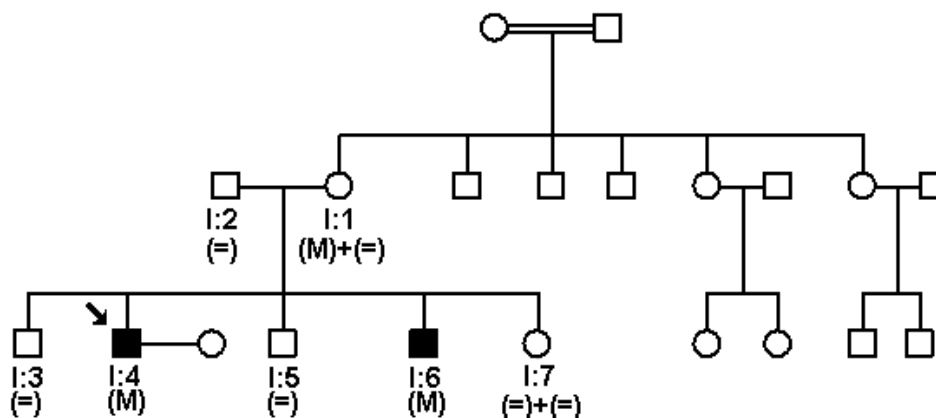 I:2 I:1
(=) (M)+(=)
I:3 I:4 I:5 I:6 I:7
(=) (M) (=) (M) (=)+(=)